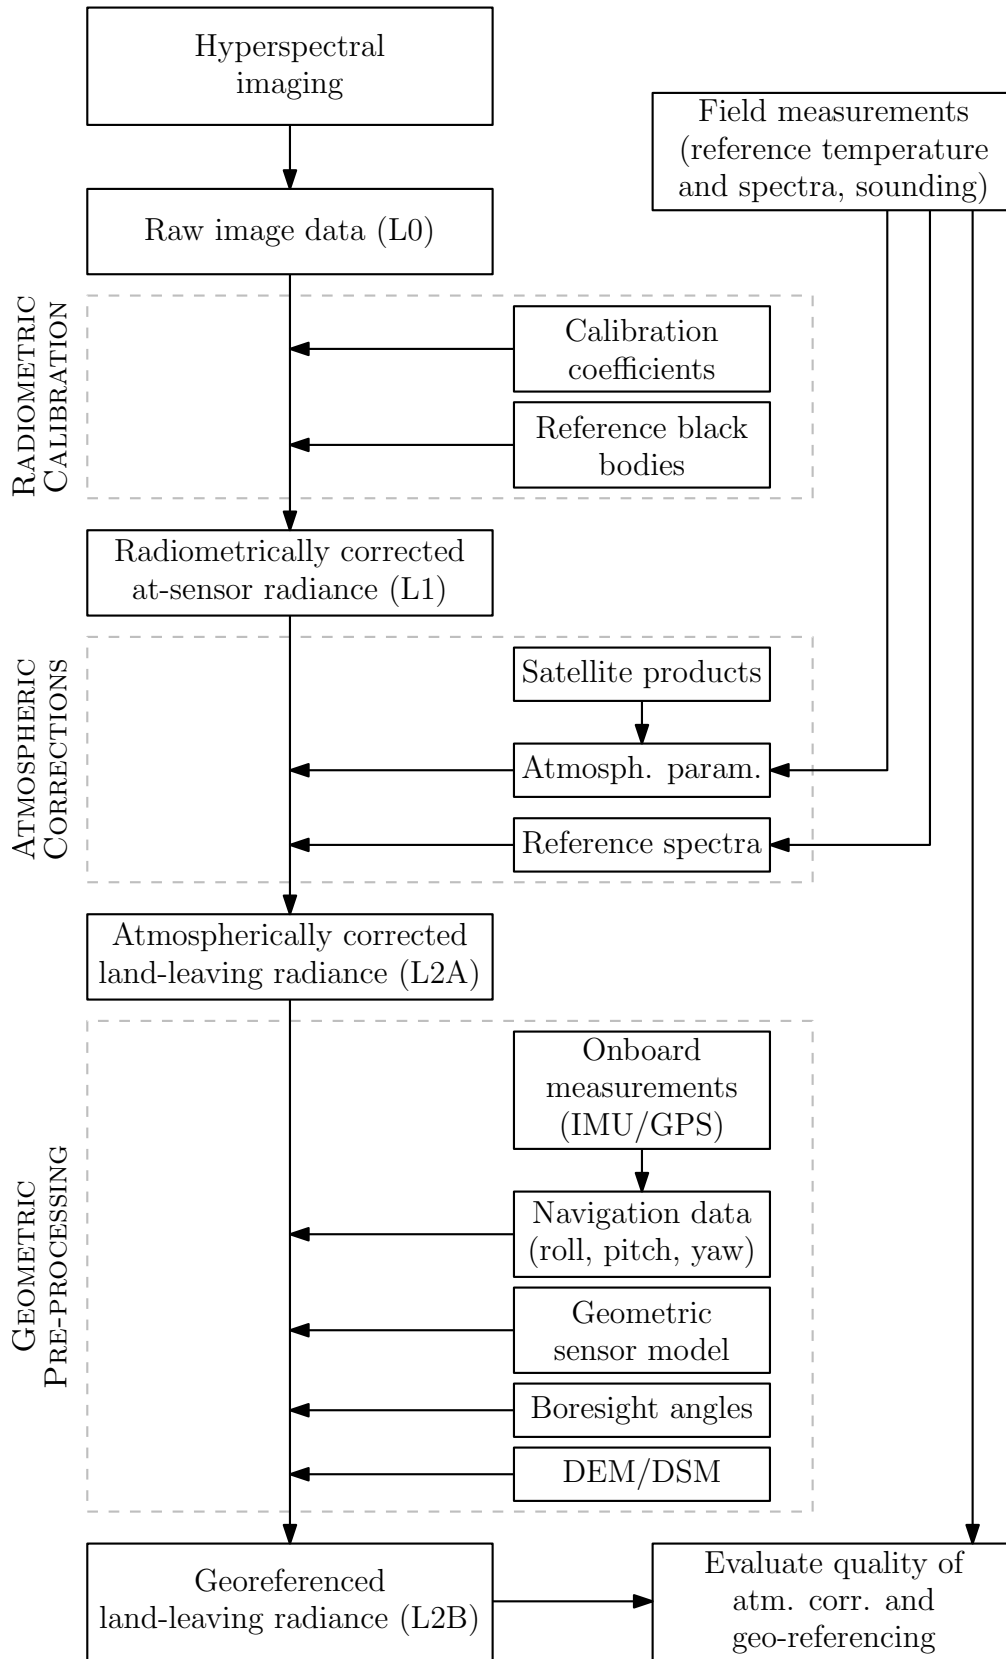 Hyperspectral
imaging
Field measurements
(reference temperature
and spectra, sounding)
Raw image data (L0)
RADIOMETRIC
CALIBRATION
Calibration
coefficients
Reference black
bodies
Radiometrically corrected
at-sensor radiance (L1)
ATMOSPHERIC
CORRECTIONS
Satellite products
Atmosph. param.
Reference spectra
Atmospherically corrected
land-leaving radiance (L2A)
GEOMETRIC
PRE-PROCESSING
Onboard
measurements
(IMU/GPS)
Navigation data
(roll, pitch, yaw)
Geometric
sensor model
Boresight angles
DEM/DSM
Georeferenced
land-leaving radiance (L2B)
Evaluate quality of
atm. corr. and
geo-referencing